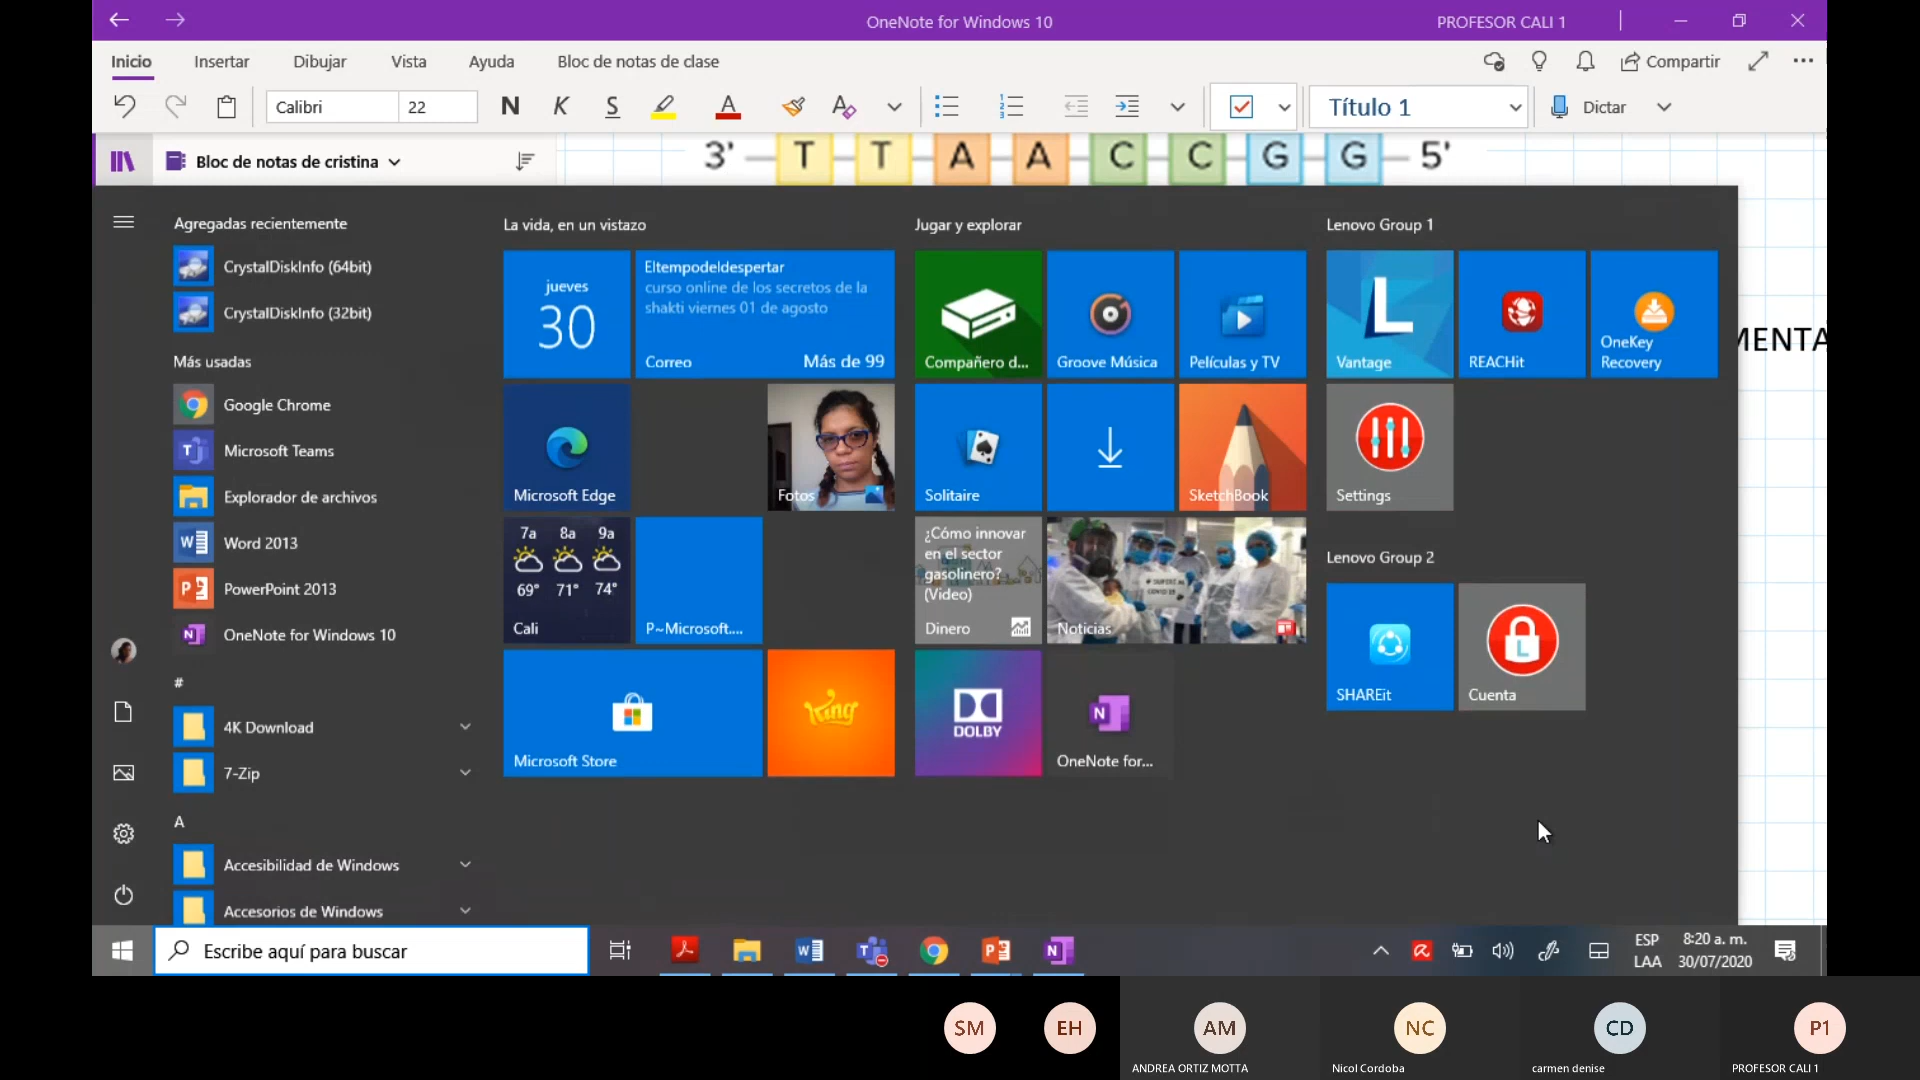 OneNote for Windows 10
PROFESOR CALI 1
Inicio
Insertar
Dibujar
Vista
Ayuda
Bloc de notas de clase
Compartir
Calibri
22
N
K
S
A
A
Título 1
Dictar
Bloc de notas de cristina
3' T T A A C C G G 5'
MENTA
Agregadas recientemente
CrystalDiskInfo (64bit)
CrystalDiskInfo (32bit)
Más usadas
Google Chrome
Microsoft Teams
Explorador de archivos
Word 2013
PowerPoint 2013
OneNote for Windows 10
#
4K Download
7-Zip
A
Accesibilidad de Windows
Accesorios de Windows
La vida, en un vistazo
jueves
30
Eltempodeldespertar
curso online de los secretos de la
shakti viernes 01 de agosto
Correo
Más de 99
Microsoft Edge
Fotos
7a 8a 9a
69° 71° 74°
Cali
P~Microsoft....
Microsoft Store
King
Jugar y explorar
Compañero d...
Groove Música
Películas y TV
Solitaire
SketchBook
¿Cómo innovar
en el sector
gasolinero?
(Video)
Dinero
Noticias
DOLBY
OneNote for...
Lenovo Group 1
L
Vantage
REACHit
OneKey
Recovery
Settings
Lenovo Group 2
SHAREit
L
Cuenta
Escribe aquí para buscar
ESP
LAA
8:20 a. m.
30/07/2020
SM
EH
AM
NC
CD
P1
ANDREA ORTIZ MOTTA
Nicol Cordoba
carmen denise
PROFESOR CALI 1